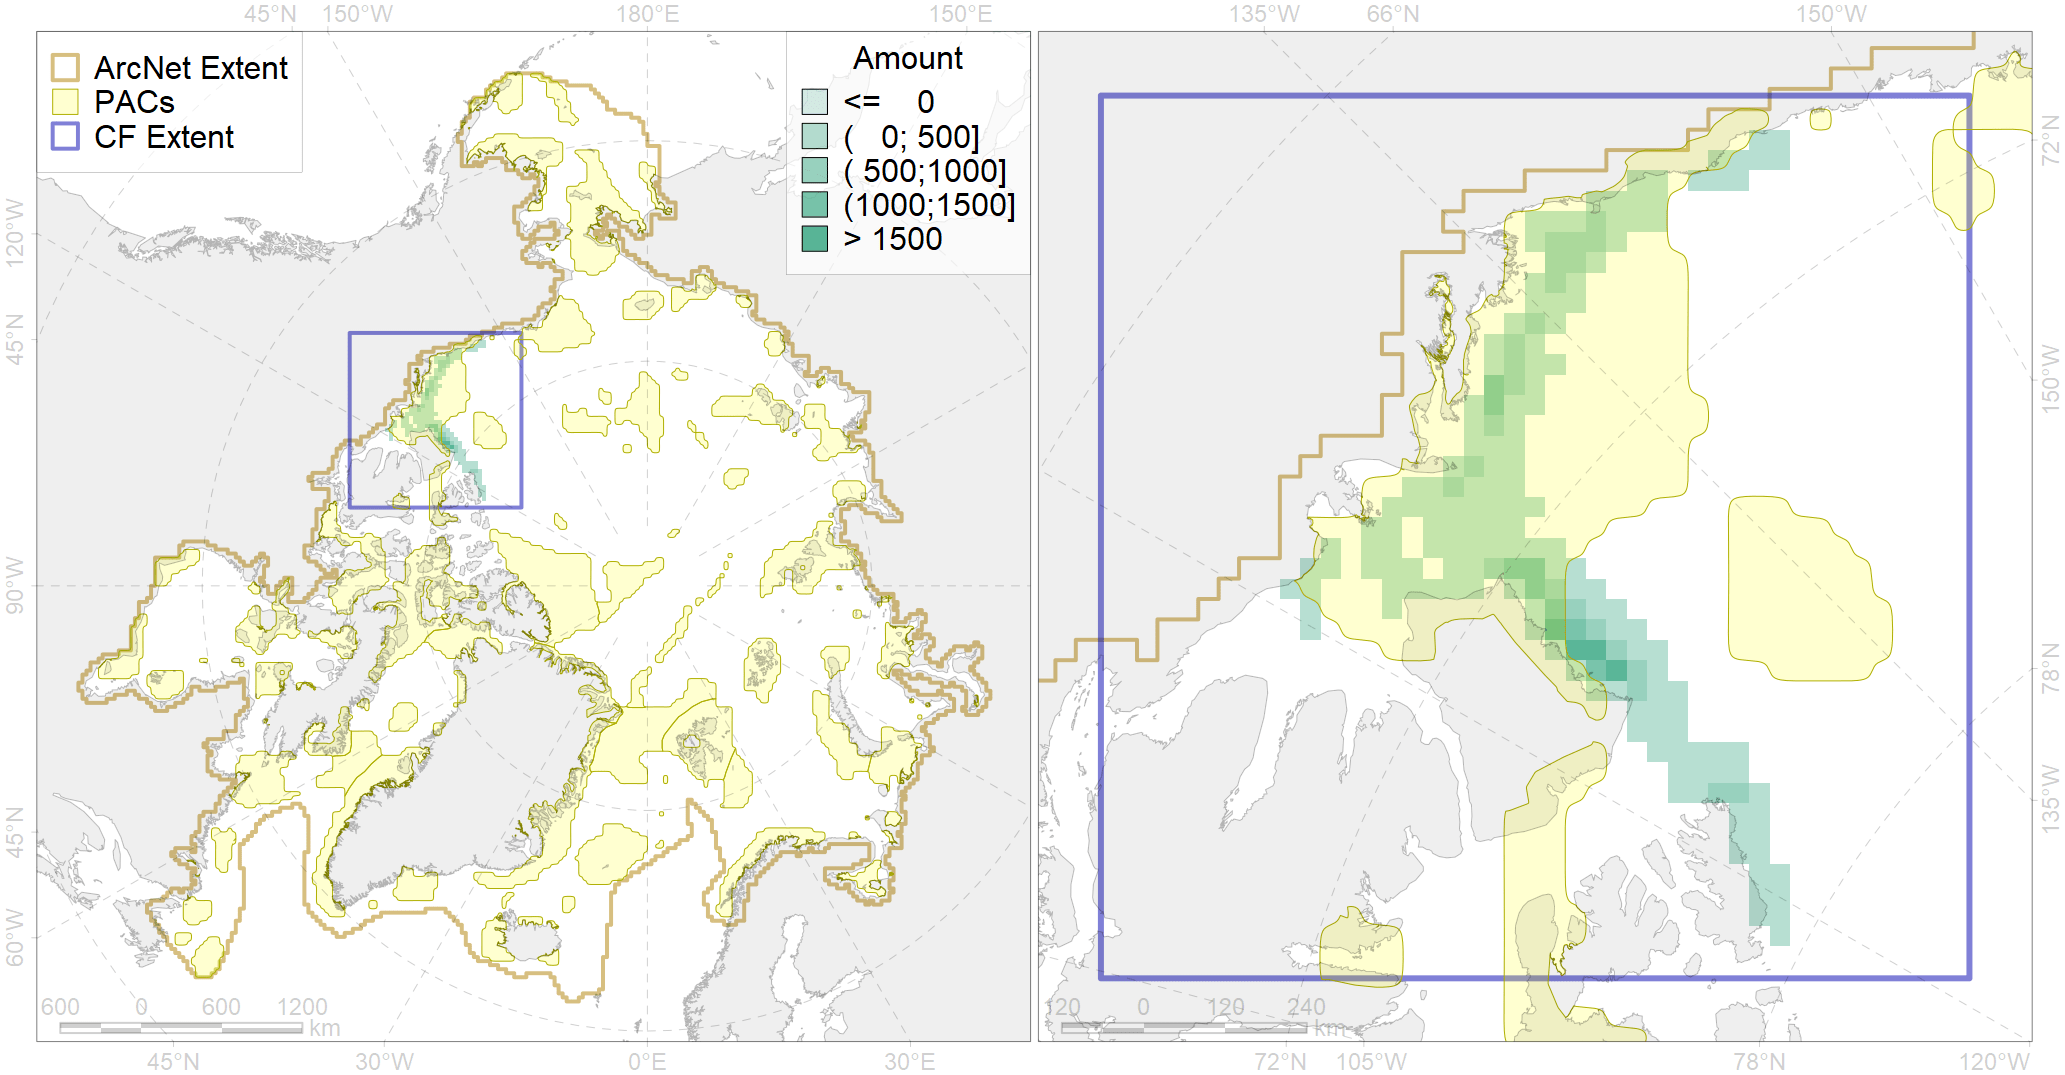 45°N 150°W 180°E 150°E 135°W 66°N 150°W
ArcNet Extent
PACs
CF Extent
Amount
<= 0
( 0; 500]
( 500;1000]
(1000;1500]
> 1500
120°W
45°N
90°W
45°N
60°W
72°N
150°W
78°N
135°W
600 0 600 1200
km
120 0 120 240
km
45°N 30°W 0°E 30°E 72°N 105°W 78°N 120°W